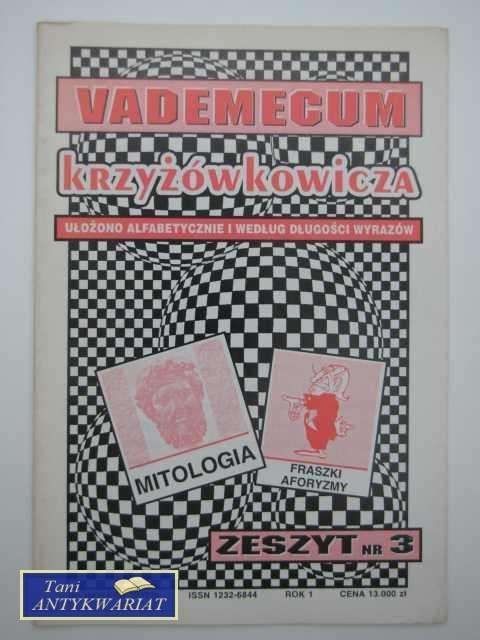 VADEMECUM
KRZYŻÓWKOWICZA
UŁOŻONO ALFABETYCZNIE I WEDŁUG DŁUGOŚCI WYRAZÓW
MITOLOGIA
FRASZKI
AFORYZMY
ZESZYT NR 3
ISSN 1232-6844 ROK 1 CENA 13.000 zł
Tani
ANTYKWARIAT